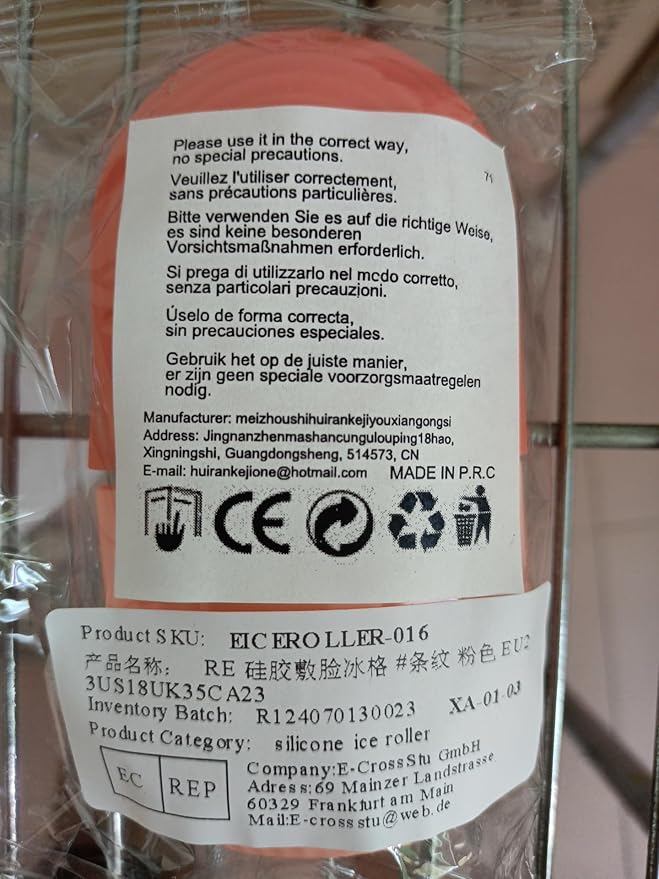 Please use it in the correct way,
no special precautions.
71
Veuillez l'utiliser correctement,
sans précautions particulières.
Bitte verwenden Sie es auf die richtige Weise,
es sind keine besonderen
Vorsichtsmaßnahmen erforderlich.
Si prega di utilizzarlo nel mcdo corretto,
senza particolari precauzioni.
Úselo de forma correcta,
sin precauciones especiales.
Gebruik het op de juiste manier,
er zijn geen speciale voorzorgsmaatregelen
nodig.
Manufacturer: meizhoushihuirankejiyouxiangongsi
Address: Jingnanzhenmashancungulouping18hao,
Xingningshi, Guangdongsheng, 514573, CN
E-mail: huirankejione@hotmail.com MADE IN P.R.C
CE
Product SKU: EICEROLLER-016
产品名称: RE 硅胶敷脸冰格 #条纹 粉色 EU2
3US18UK35CA23
Inventory Batch: R124070130023 XA-01-03
Product Category: silicone ice roller
EC REP
Company:E-CrossStu GmbH
Adress:69 Mainzer Landstrasse
60329 Frankfurt am Main
Mail:E-crossstu@web.de